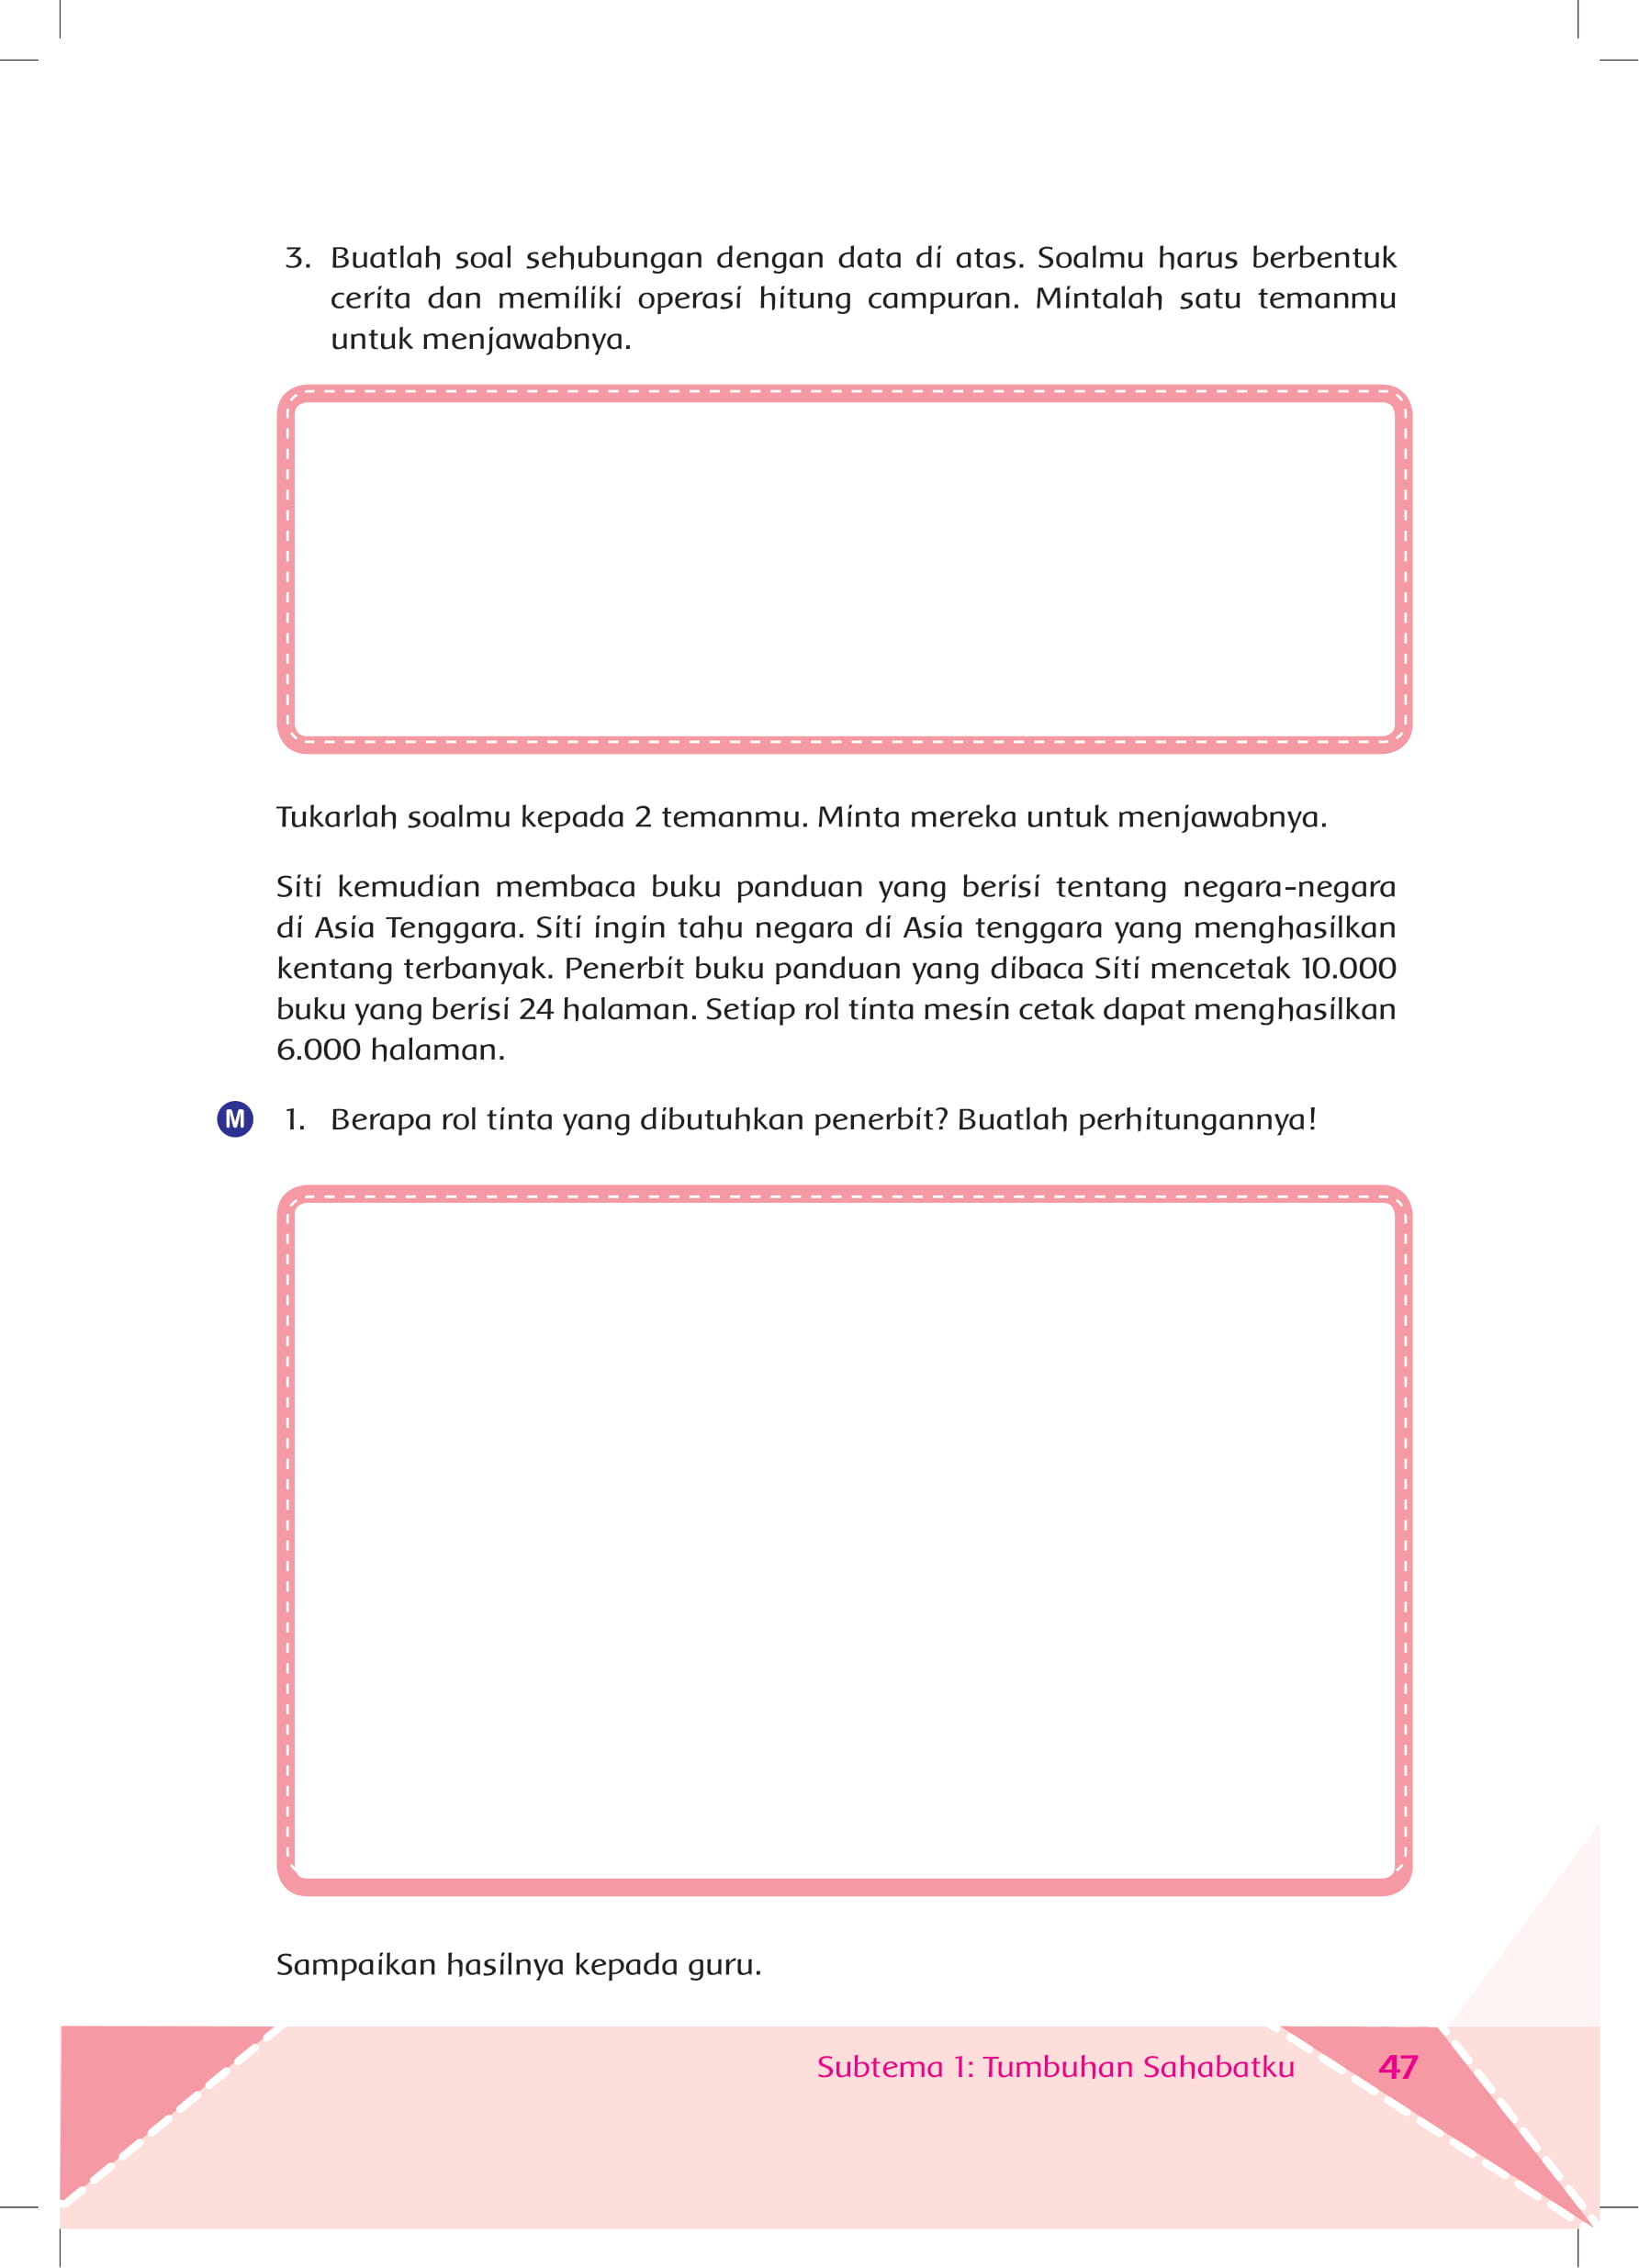 3. Buatlah soal sehubungan dengan data di atas. Soalmu harus berbentuk
cerita dan memiliki operasi hitung campuran. Mintalah satu temanmu
untuk menjawabnya.
Tukarlah soalmu kepada 2 temanmu. Minta mereka untuk menjawabnya.
Siti kemudian membaca buku panduan yang berisi tentang negara-negara
di Asia Tenggara. Siti ingin tahu negara di Asia tenggara yang menghasilkan
kentang terbanyak. Penerbit buku panduan yang dibaca Siti mencetak 10.000
buku yang berisi 24 halaman. Setiap rol tinta mesin cetak dapat menghasilkan
6.000 halaman.
M 1. Berapa rol tinta yang dibutuhkan penerbit? Buatlah perhitungannya!
Sampaikan hasilnya kepada guru.
Subtema 1: Tumbuhan Sahabatku 47